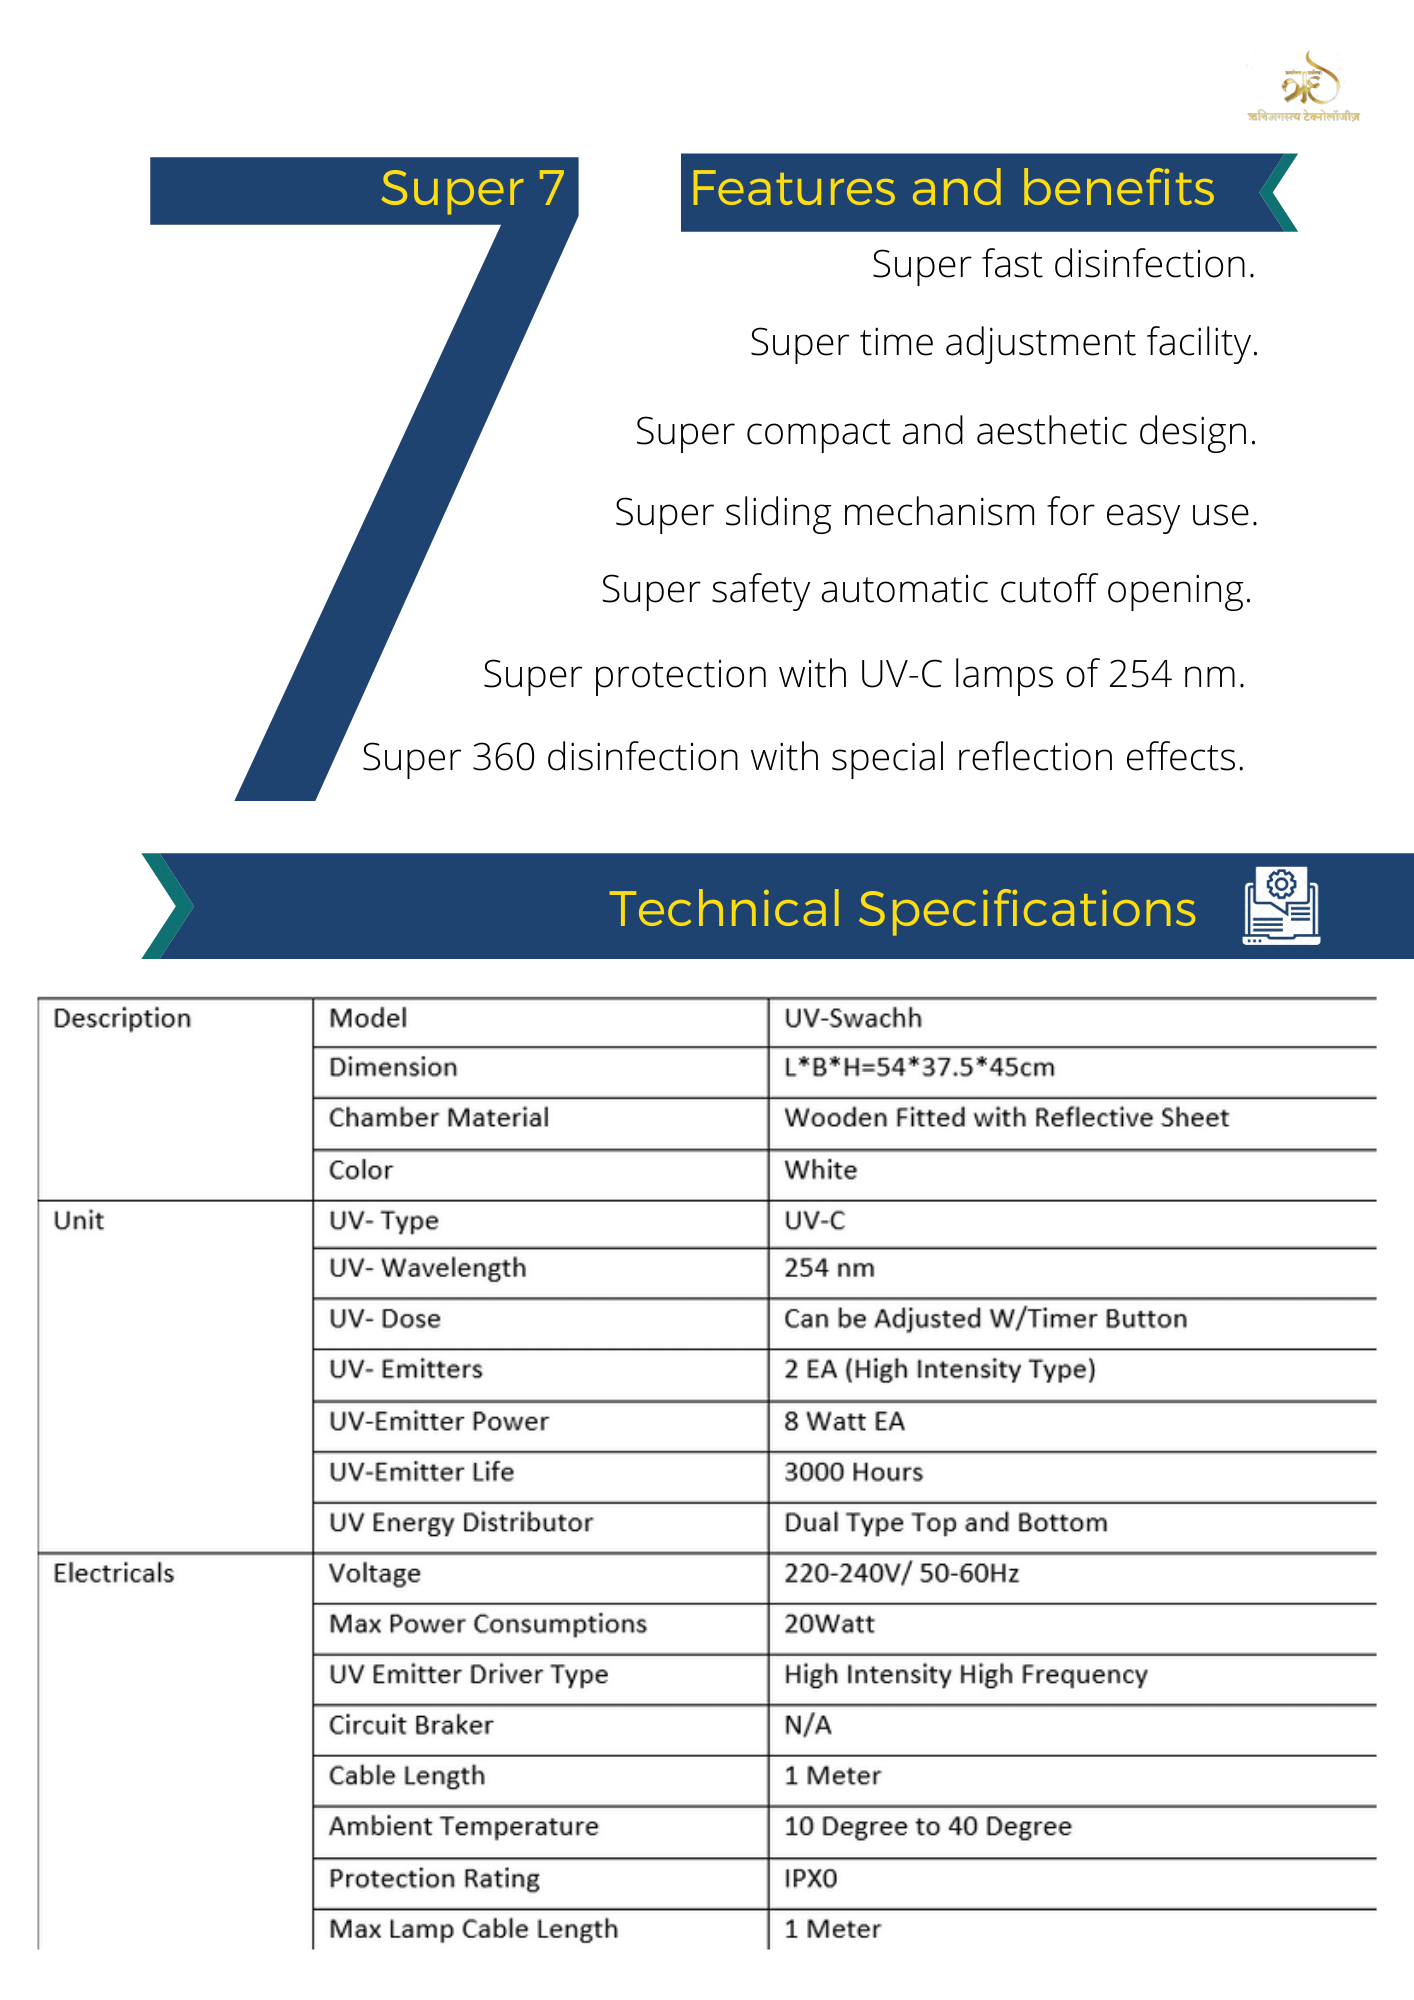 ऋषिअगस्त्य टेक्नोलॉजीज़
Super 7
Features and benefits
Super fast disinfection.
Super time adjustment facility.
Super compact and aesthetic design.
Super sliding mechanism for easy use.
Super safety automatic cutoff opening.
Super protection with UV-C lamps of 254 nm.
Super 360 disinfection with special reflection effects.
Technical Specifications
Description Model UV-Swachh
Dimension L*B*H=54*37.5*45cm
Chamber Material Wooden Fitted with Reflective Sheet
Color White
Unit UV- Type UV-C
UV- Wavelength 254 nm
UV- Dose Can be Adjusted W/Timer Button
UV- Emitters 2 EA (High Intensity Type)
UV-Emitter Power 8 Watt EA
UV-Emitter Life 3000 Hours
UV Energy Distributor Dual Type Top and Bottom
Electricals Voltage 220-240V/ 50-60Hz
Max Power Consumptions 20Watt
UV Emitter Driver Type High Intensity High Frequency
Circuit Braker N/A
Cable Length 1 Meter
Ambient Temperature 10 Degree to 40 Degree
Protection Rating IPX0
Max Lamp Cable Length 1 Meter